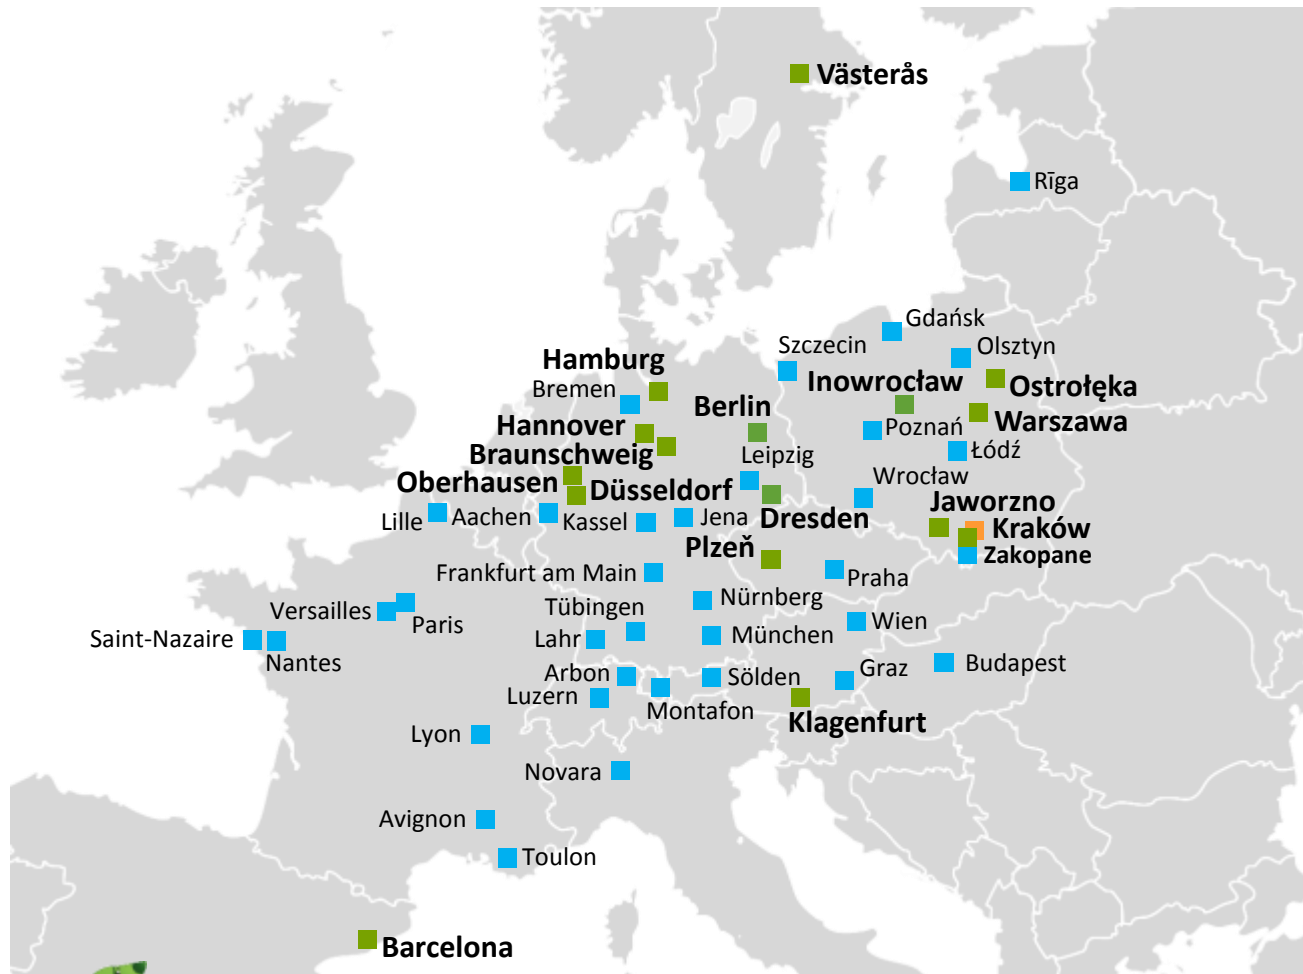 Västerås
Rīga
Gdańsk
Szczecin
Olsztyn
Hamburg
Inowrocław
Ostrołęka
Bremen
Berlin
Warszawa
Hannover
Poznań
Braunschweig
Leipzig
Łódź
Oberhausen
Düsseldorf
Wrocław
Jaworzno
Lille
Aachen
Kassel
Jena
Dresden
Kraków
Plzeň
Zakopane
Frankfurt am Main
Praha
Versailles
Tübingen
Nürnberg
Paris
Wien
Saint-Nazaire
Lahr
München
Nantes
Arbon
Sölden
Graz
Budapest
Luzern
Montafon
Klagenfurt
Lyon
Novara
Avignon
Toulon
Barcelona